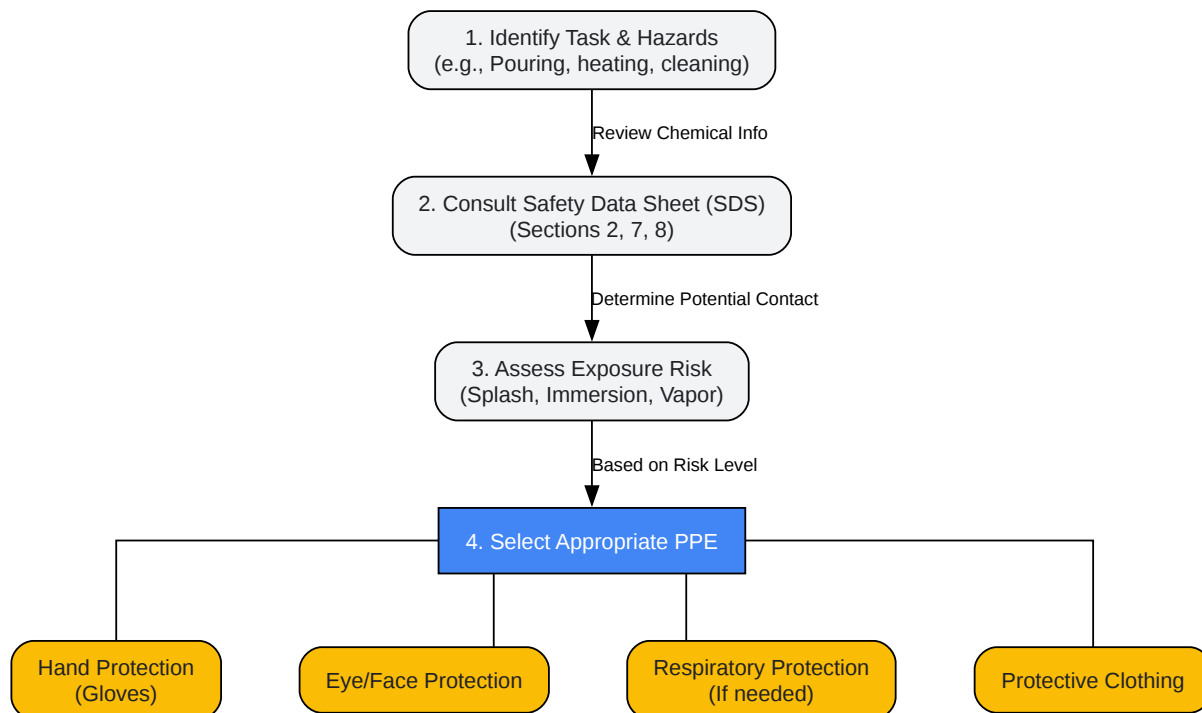 1. Identify Task & Hazards
(e.g., Pouring, heating, cleaning)
Review Chemical Info
2. Consult Safety Data Sheet (SDS)
(Sections 2, 7, 8)
Determine Potential Contact
3. Assess Exposure Risk
(Splash, Immersion, Vapor)
Based on Risk Level
4. Select Appropriate PPE
Hand Protection
(Gloves)
Eye/Face Protection
Respiratory Protection
(If needed)
Protective Clothing